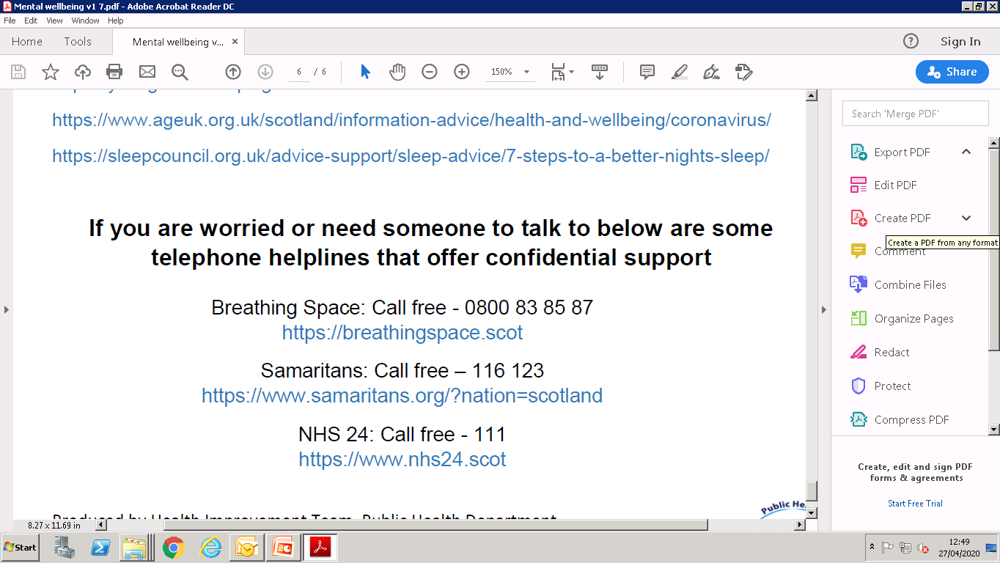 Mental wellbeing v1 7.pdf - Adobe Acrobat Reader DC
File Edit View Window Help
Home Tools Mental wellbeing v... × Sign In
6 / 6 150% Share
https://www.ageuk.org.uk/scotland/information-advice/health-and-wellbeing/coronavirus/
https://sleepcouncil.org.uk/advice-support/sleep-advice/7-steps-to-a-better-nights-sleep/
If you are worried or need someone to talk to below are some
telephone helplines that offer confidential support
Breathing Space: Call free - 0800 83 85 87
https://breathingspace.scot
Samaritans: Call free – 116 123
https://www.samaritans.org/?nation=scotland
NHS 24: Call free - 111
https://www.nhs24.scot
Produced by Health Improvement Team, Public Health Department
Public He
8.27 x 11.69 in
Search 'Merge PDF'
Export PDF
Edit PDF
Create PDF
Create a PDF from any format
Comment
Combine Files
Organize Pages
Redact
Protect
Compress PDF
Create, edit and sign PDF
forms & agreements
Start Free Trial
Start
12:49
27/04/2020